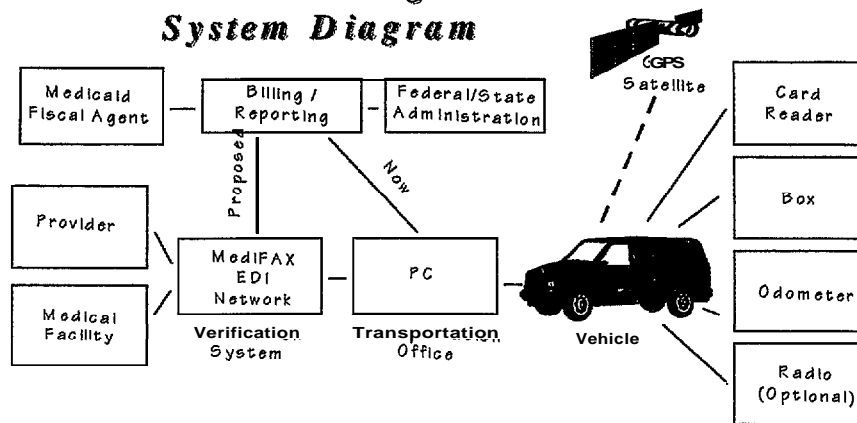 System Diagram
GPS
Satellite
Medicaid
Fiscal Agent
Billing /
Reporting
Federal/State
Administration
Card
Reader
Proposed
Now
Provider
Box
MediFAX
EDI
Network
PC
Medical
Facility
Odometer
Verification
System
Transportation
Office
Vehicle
Radio
(Optional)